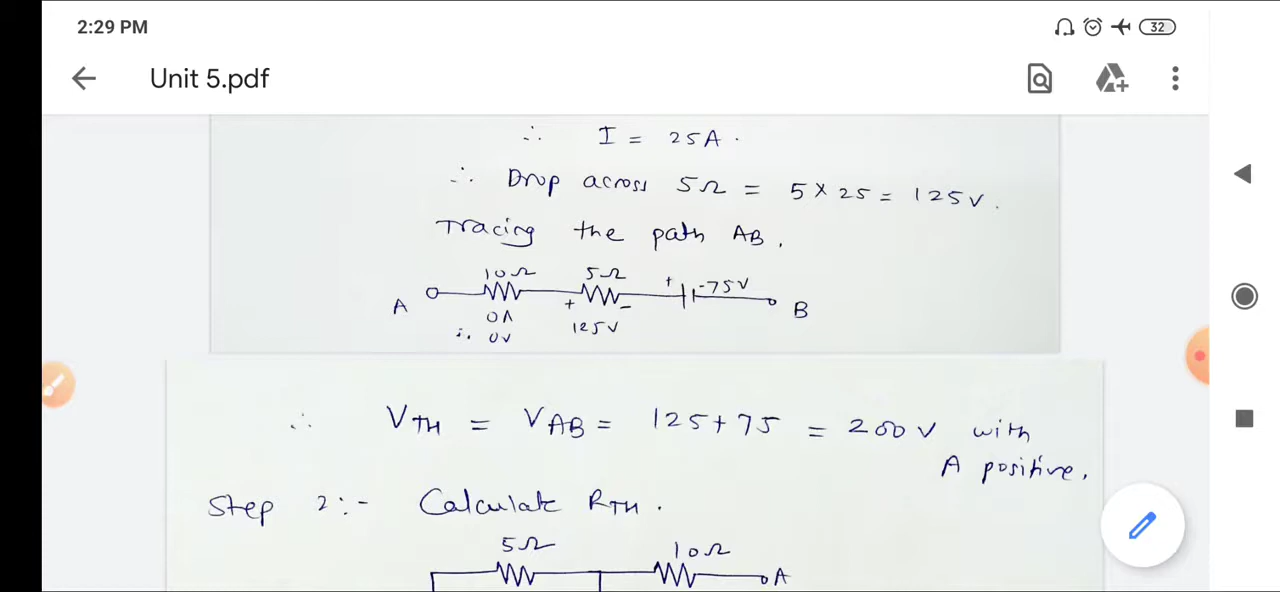 2:29 PM
32
Unit 5.pdf
∴ I = 25A.
∴ Drop across 5Ω = 5 × 25 = 125V.
Tracing the path AB,
10Ω 5Ω
A + -75V B
0A + -
∴ 0V 125V
∴ VTH = VAB = 125+75 = 200V with
A positive.
Step 2:- Calculate RTH.
5Ω 10Ω
A